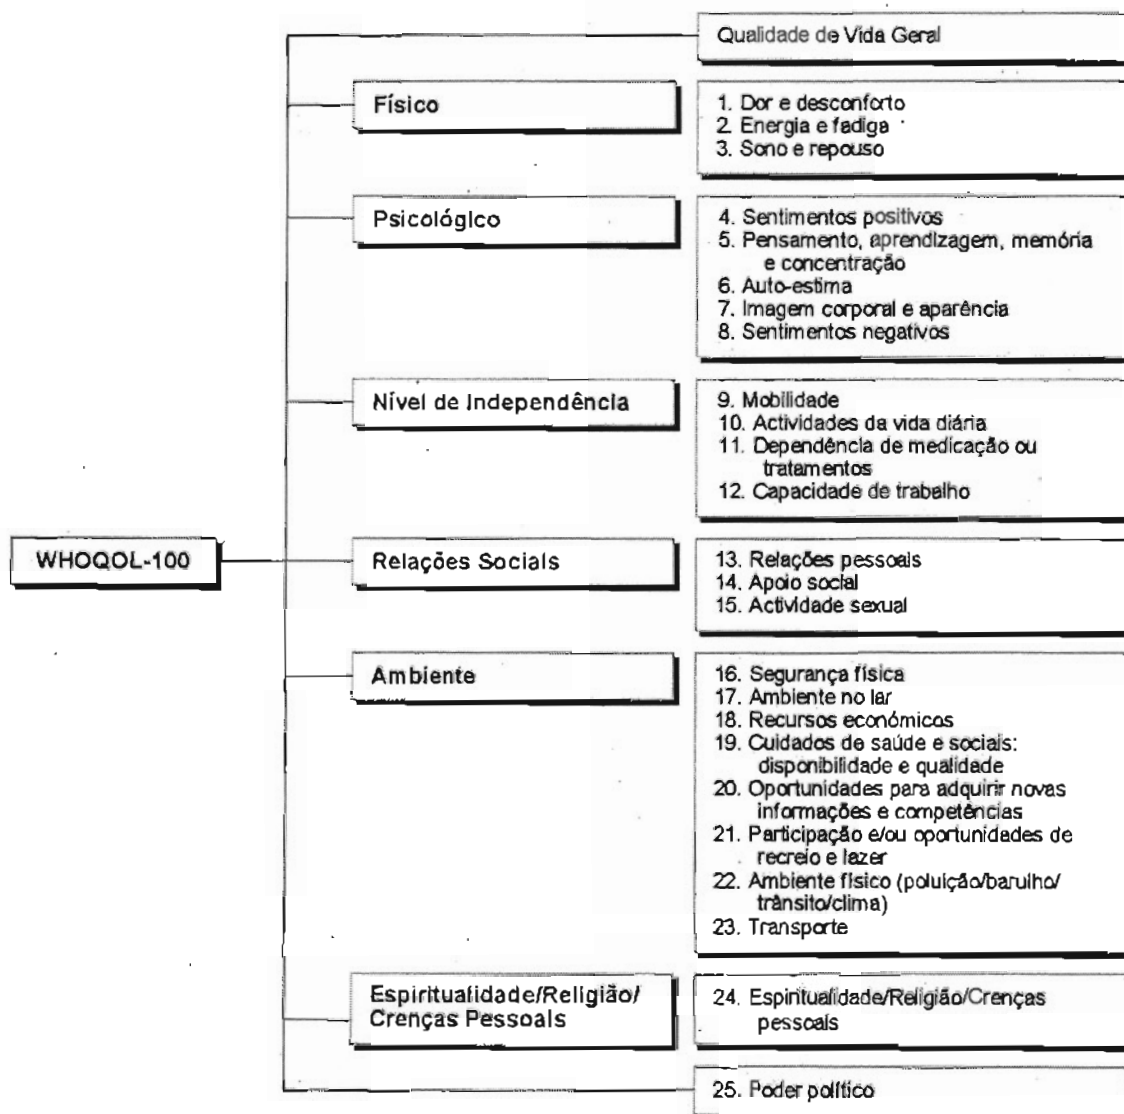 Qualidade de Vida Geral
Físico
1. Dor e desconforto
2. Energia e fadiga
3. Sono e repouso
Psicológico
4. Sentimentos positivos
5. Pensamento, aprendizagem, memória
e concentração
6. Auto-estima
7. Imagem corporal e aparência
8. Sentimentos negativos
Nível de Independência
9. Mobilidade
10. Actividades da vida diária
11. Dependência de medicação ou
tratamentos
12. Capacidade de trabalho
WHOQOL-100
Relações Sociais
13. Relações pessoais
14. Apoio social
15. Actividade sexual
Ambiente
16. Segurança física
17. Ambiente no lar
18. Recursos económicos
19. Cuidados de saúde e sociais:
disponibilidade e qualidade
20. Oportunidades para adquirir novas
informações e competências
21. Participação e/ou oportunidades de
recreio e lazer
22. Ambiente físico (poluição/barulho/
trânsito/clima)
23. Transporte
Espiritualidade/Religião/
Crenças Pessoais
24. Espiritualidade/Religião/Crenças
pessoais
25. Poder político